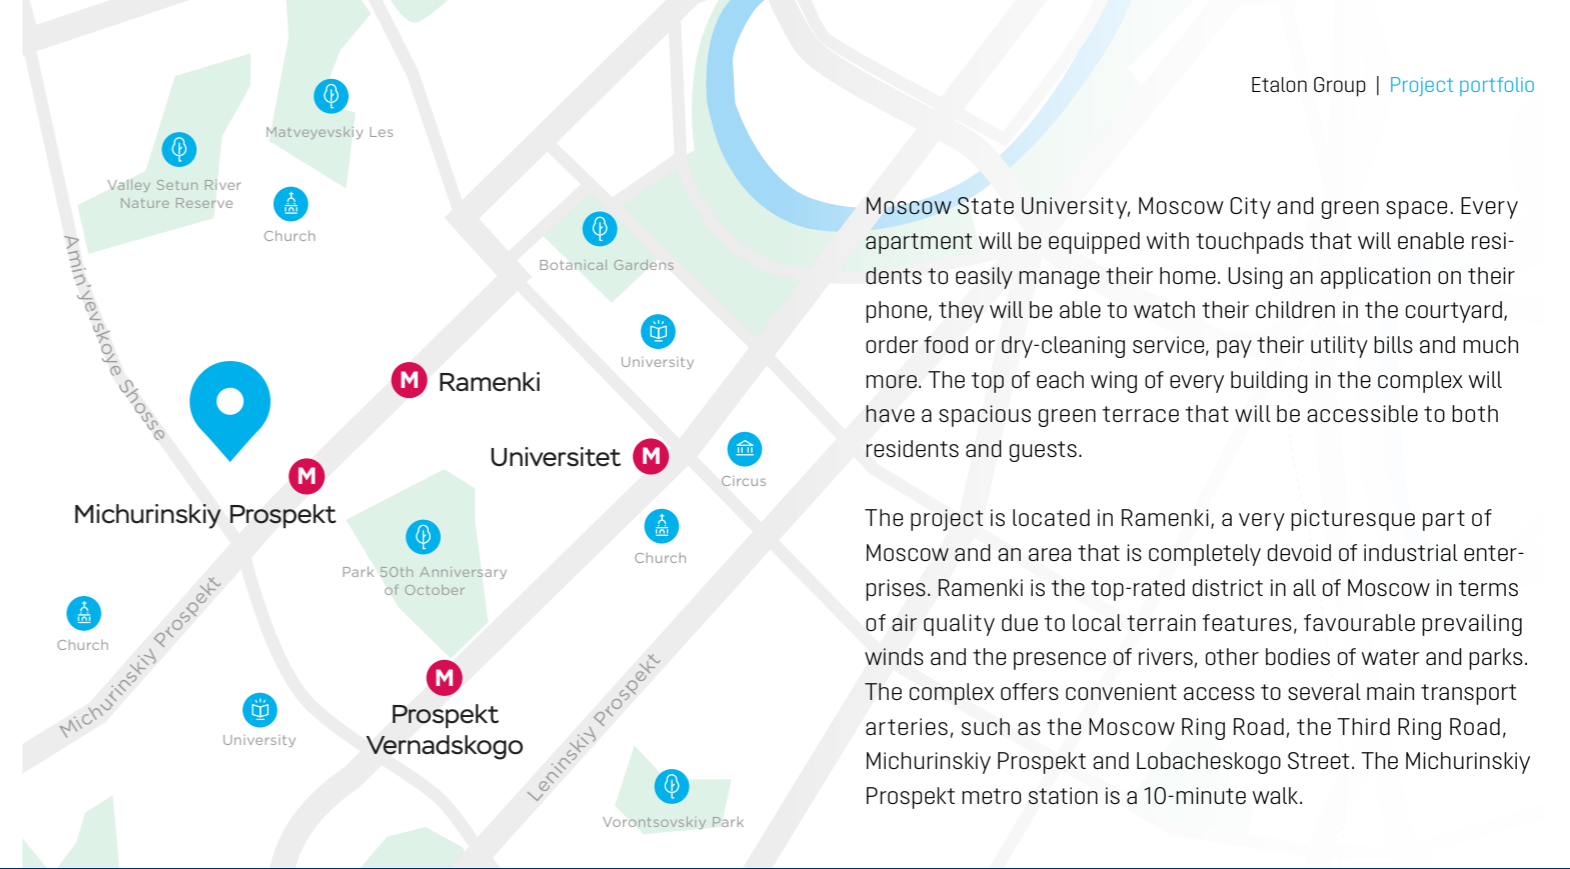 Etalon Group | Project portfolio
Matveyevskiy Les
Valley Setun River
Nature Reserve
Church
Amin'yevskoye Shosse
Botanical Gardens
University
M Ramenki
Universitet M
Circus
M
Michurinskiy Prospekt
Church
Park 50th Anniversary
of October
Church
Michurinskiy Prospekt
M
Prospekt
Vernadskogo
University
Leninskiy Prospekt
Vorontsovskiy Park
Moscow State University, Moscow City and green space. Every
apartment will be equipped with touchpads that will enable resi-
dents to easily manage their home. Using an application on their
phone, they will be able to watch their children in the courtyard,
order food or dry-cleaning service, pay their utility bills and much
more. The top of each wing of every building in the complex will
have a spacious green terrace that will be accessible to both
residents and guests.
The project is located in Ramenki, a very picturesque part of
Moscow and an area that is completely devoid of industrial enter-
prises. Ramenki is the top-rated district in all of Moscow in terms
of air quality due to local terrain features, favourable prevailing
winds and the presence of rivers, other bodies of water and parks.
The complex offers convenient access to several main transport
arteries, such as the Moscow Ring Road, the Third Ring Road,
Michurinskiy Prospekt and Lobacheskogo Street. The Michurinskiy
Prospekt metro station is a 10-minute walk.